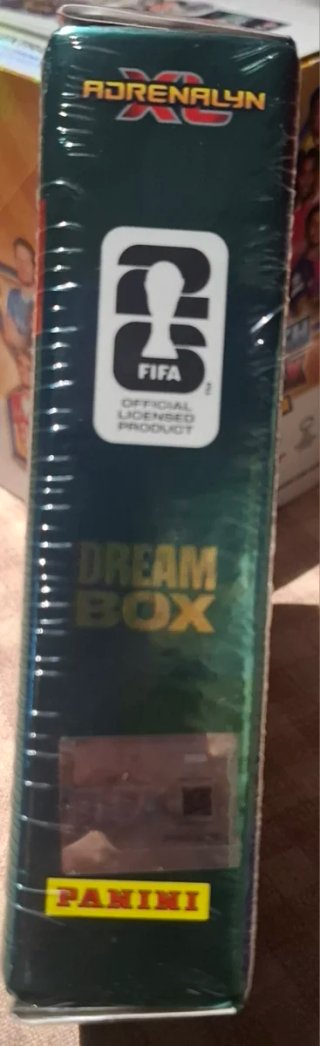 ADRENALYN
XL
26
FIFA
OFFICIAL
LICENSED
PRODUCT
DREAM
BOX
PANINI